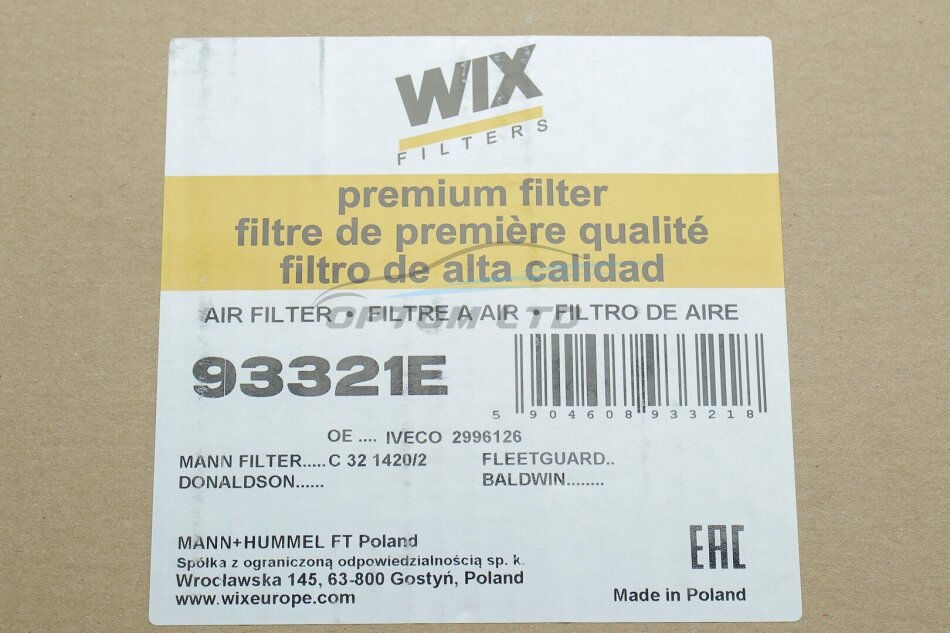 WIX
FILTERS
premium filter
filtre de première qualité
filtro de alta calidad
AIR FILTER • FILTRE A AIR • FILTRO DE AIRE
OPTOM LTD
93321E
5 904608 933218
OE .... IVECO 2996126
MANN FILTER.....C 32 1420/2 FLEETGUARD..
DONALDSON...... BALDWIN........
MANN+HUMMEL FT Poland
Spółka z ograniczoną odpowiedzialnością sp. k.
Wrocławska 145, 63-800 Gostyń, Poland
www.wixeurope.com
EAC
Made in Poland